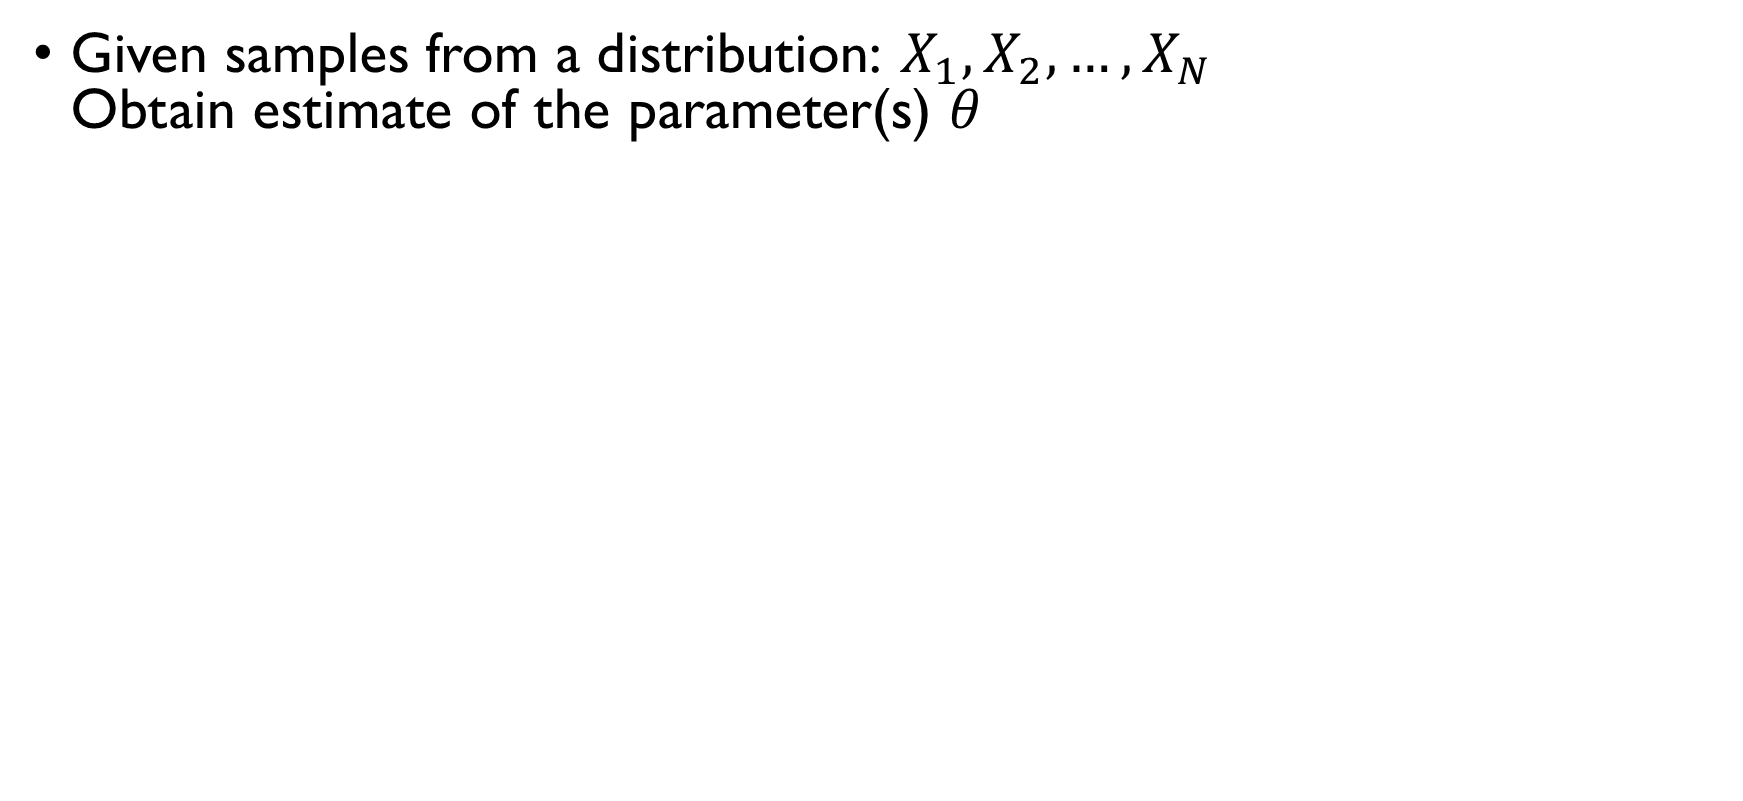 • Given samples from a distribution: X₁, X₂, … , X_N
Obtain estimate of the parameter(s) θ